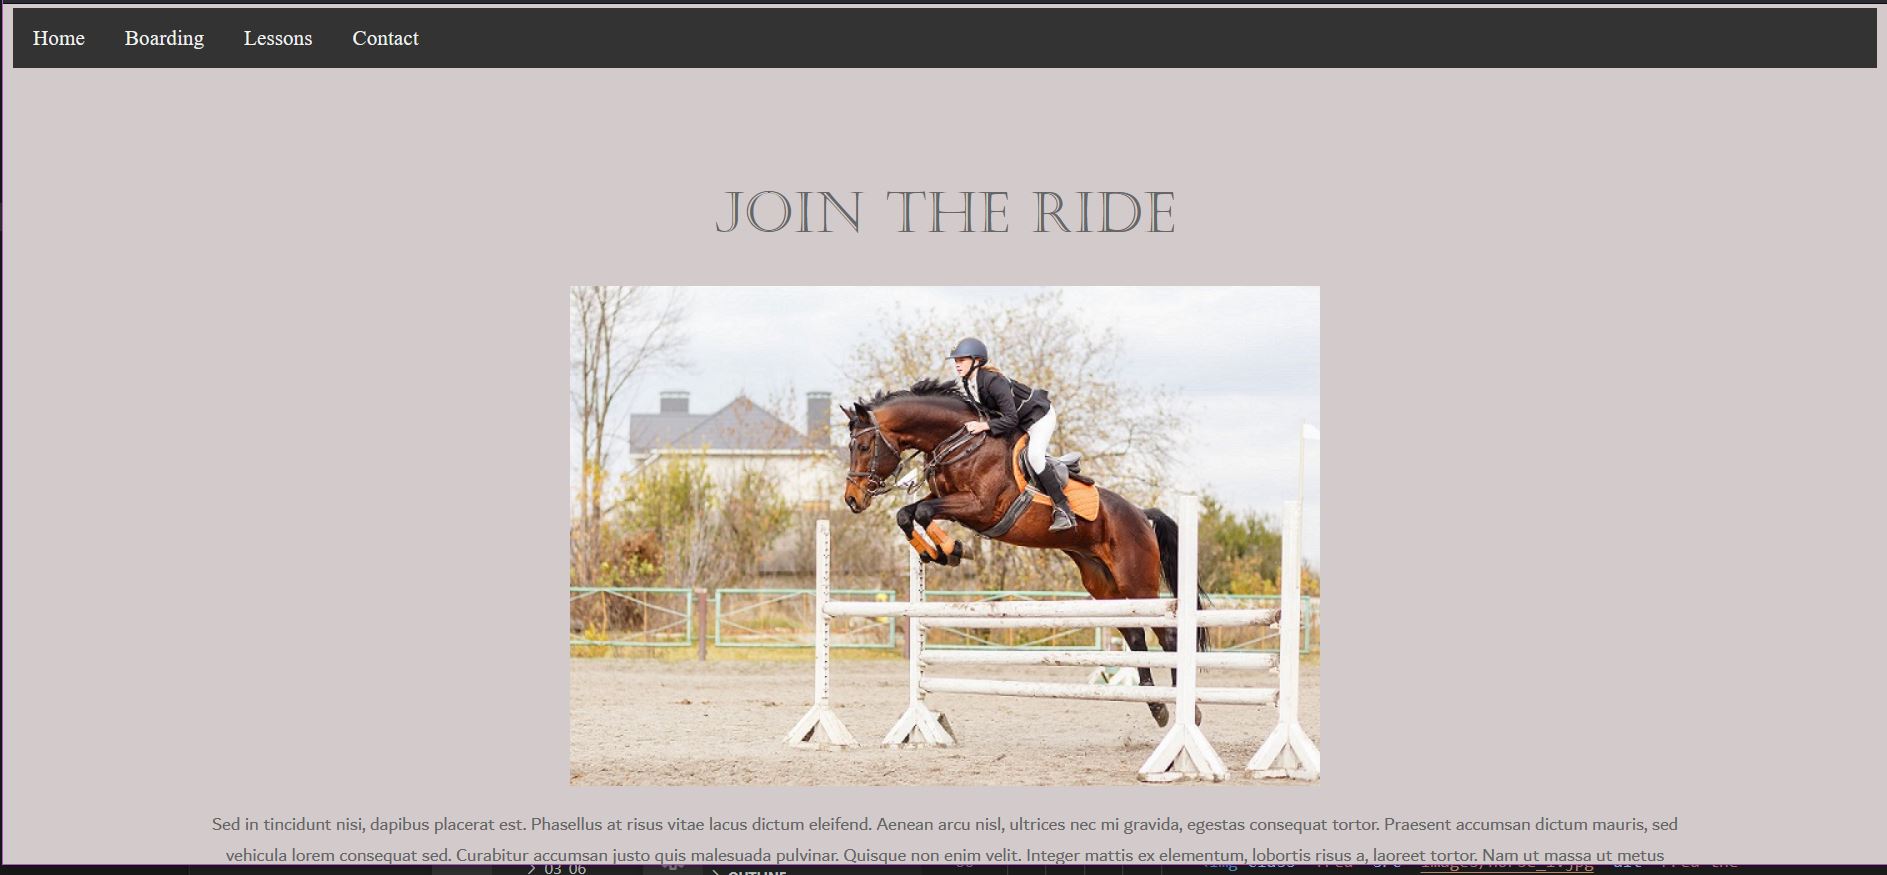 Home Boarding Lessons Contact
JOIN THE RIDE
Sed in tincidunt nisi, dapibus placerat est. Phasellus at risus vitae lacus dictum eleifend. Aenean arcu nisl, ultrices nec mi gravida, egestas consequat tortor. Praesent accumsan dictum mauris, sed
vehicula lorem consequat sed. Curabitur accumsan justo quis malesuada pulvinar. Quisque non enim velit. Integer mattis ex elementum, lobortis risus a, laoreet tortor. Nam ut massa ut metus
> 03_06